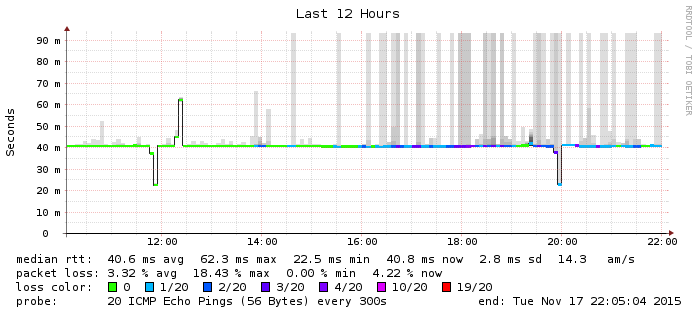 Last 12 Hours
RRDTOOL / TOBI OETIKER
Seconds
90 m
80 m
70 m
60 m
50 m
40 m
30 m
20 m
10 m
0
12:00 14:00 16:00 18:00 20:00 22:00
median rtt: 40.6 ms avg 62.3 ms max 22.5 ms min 40.8 ms now 2.8 ms sd 14.3 am/s
packet loss: 3.32 % avg 18.43 % max 0.00 % min 4.22 % now
loss color: 0 1/20 2/20 3/20 4/20 10/20 19/20
probe: 20 ICMP Echo Pings (56 Bytes) every 300s end: Tue Nov 17 22:05:04 2015